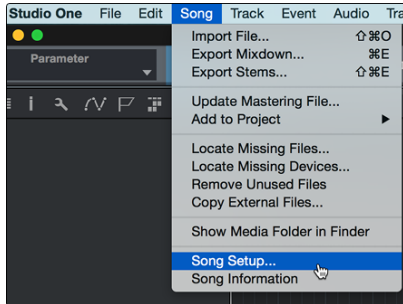 Studio One File Edit Song Track Event Audio
Parameter
Import File... ⇧⌘O
Export Mixdown... ⌘E
Export Stems... ⇧⌘E
Update Mastering File...
Add to Project
Locate Missing Files...
Locate Missing Devices...
Remove Unused Files
Copy External Files...
Show Media Folder in Finder
Song Setup...
Song Information